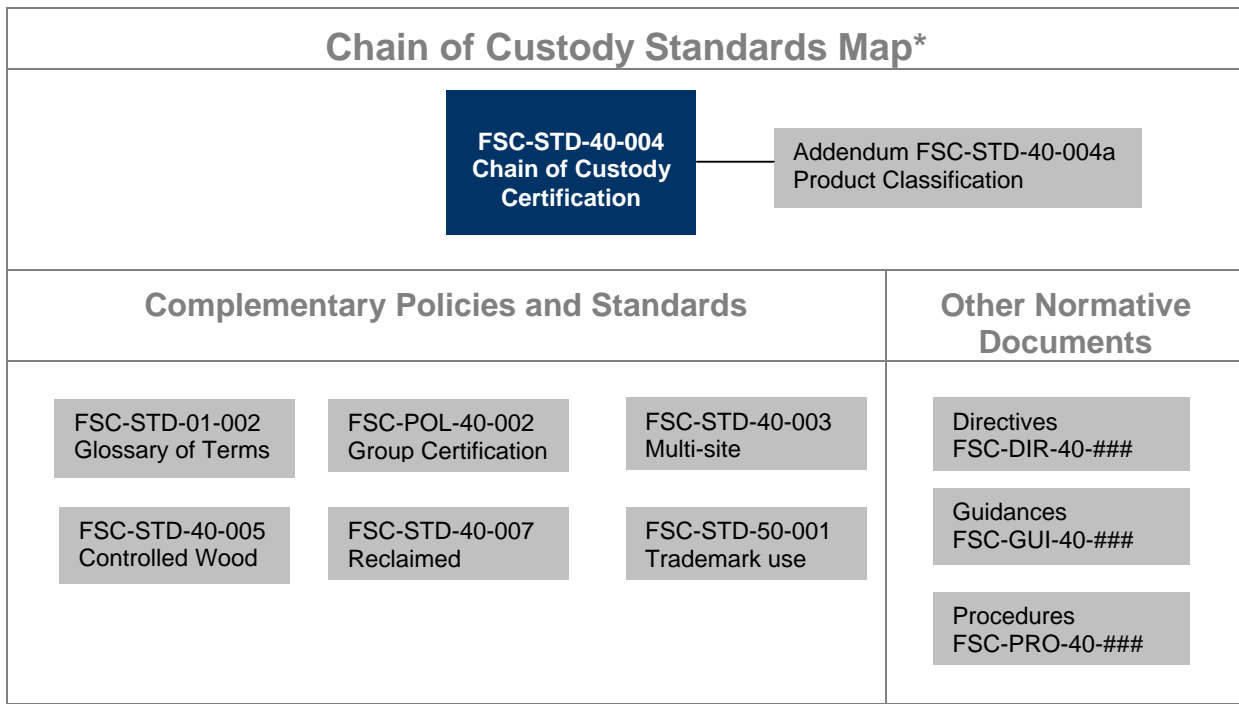 Chain of Custody Standards Map*
FSC-STD-40-004
Chain of Custody
Certification
Addendum FSC-STD-40-004a
Product Classification
Complementary Policies and Standards
Other Normative
Documents
FSC-STD-01-002
Glossary of Terms
FSC-POL-40-002
Group Certification
FSC-STD-40-003
Multi-site
FSC-STD-40-005
Controlled Wood
FSC-STD-40-007
Reclaimed
FSC-STD-50-001
Trademark use
Directives
FSC-DIR-40-###
Guidances
FSC-GUI-40-###
Procedures
FSC-PRO-40-###